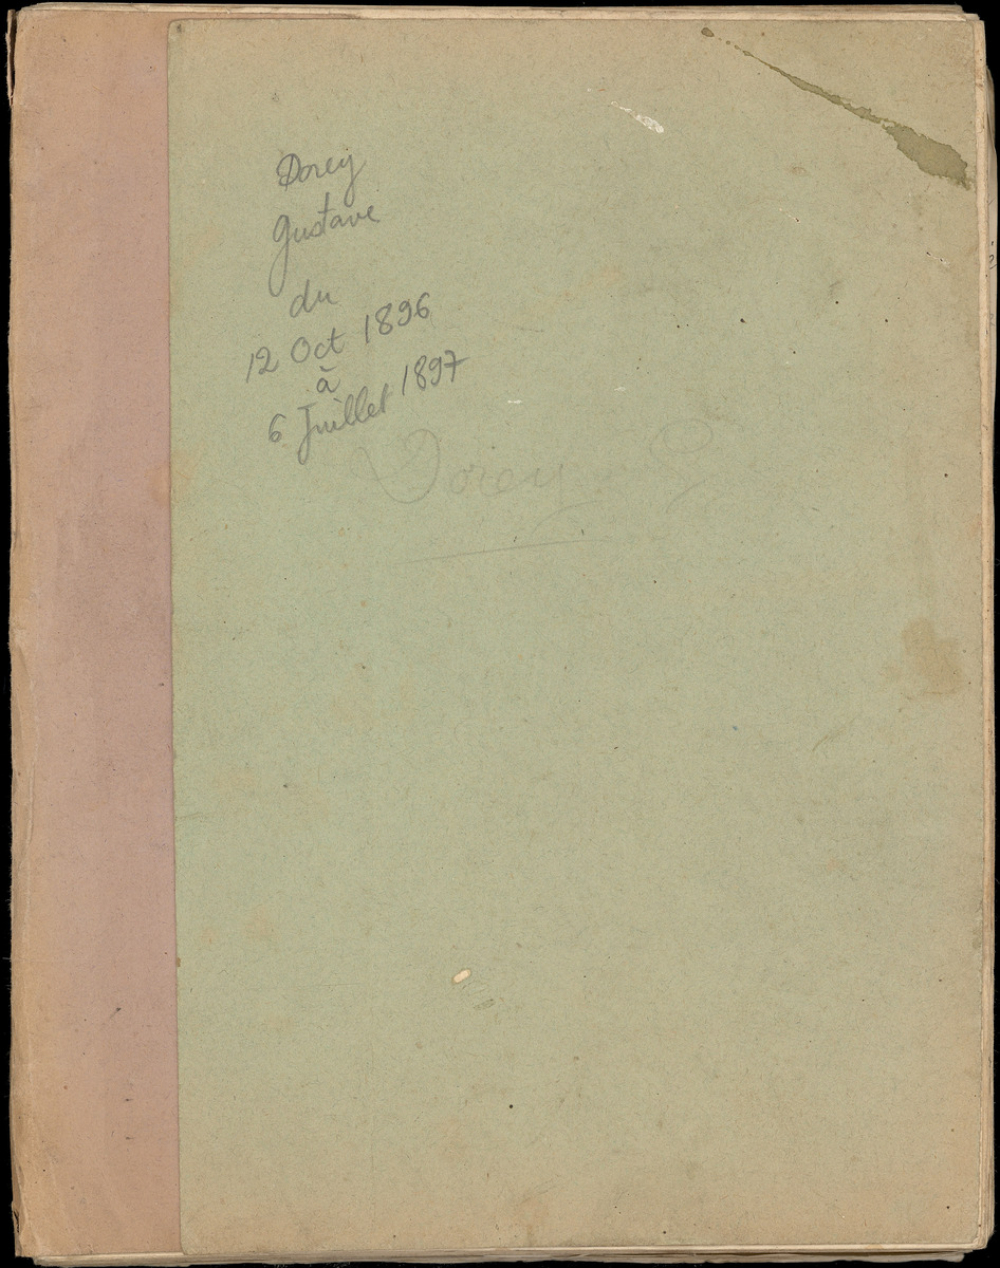 Dorey
Gustave
du
12 Oct 1896
à
6 Juillet 1897
Dorey G